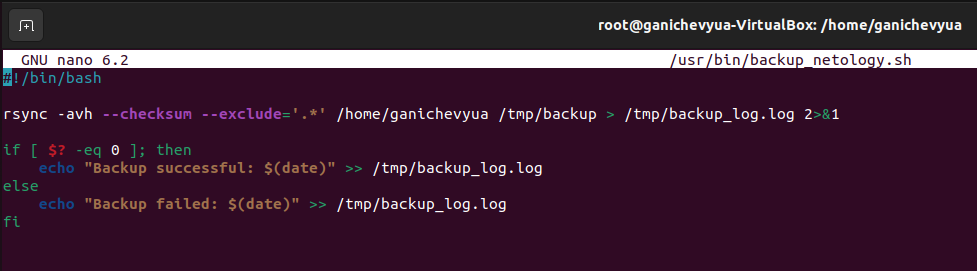 root@ganichevyua-VirtualBox: /home/ganichevyua
GNU nano 6.2 /usr/bin/backup_netology.sh
#!/bin/bash
rsync -avh --checksum --exclude='.*' /home/ganichevyua /tmp/backup > /tmp/backup_log.log 2>&1
if [ $? -eq 0 ]; then
    echo "Backup successful: $(date)" >> /tmp/backup_log.log
else
    echo "Backup failed: $(date)" >> /tmp/backup_log.log
fi